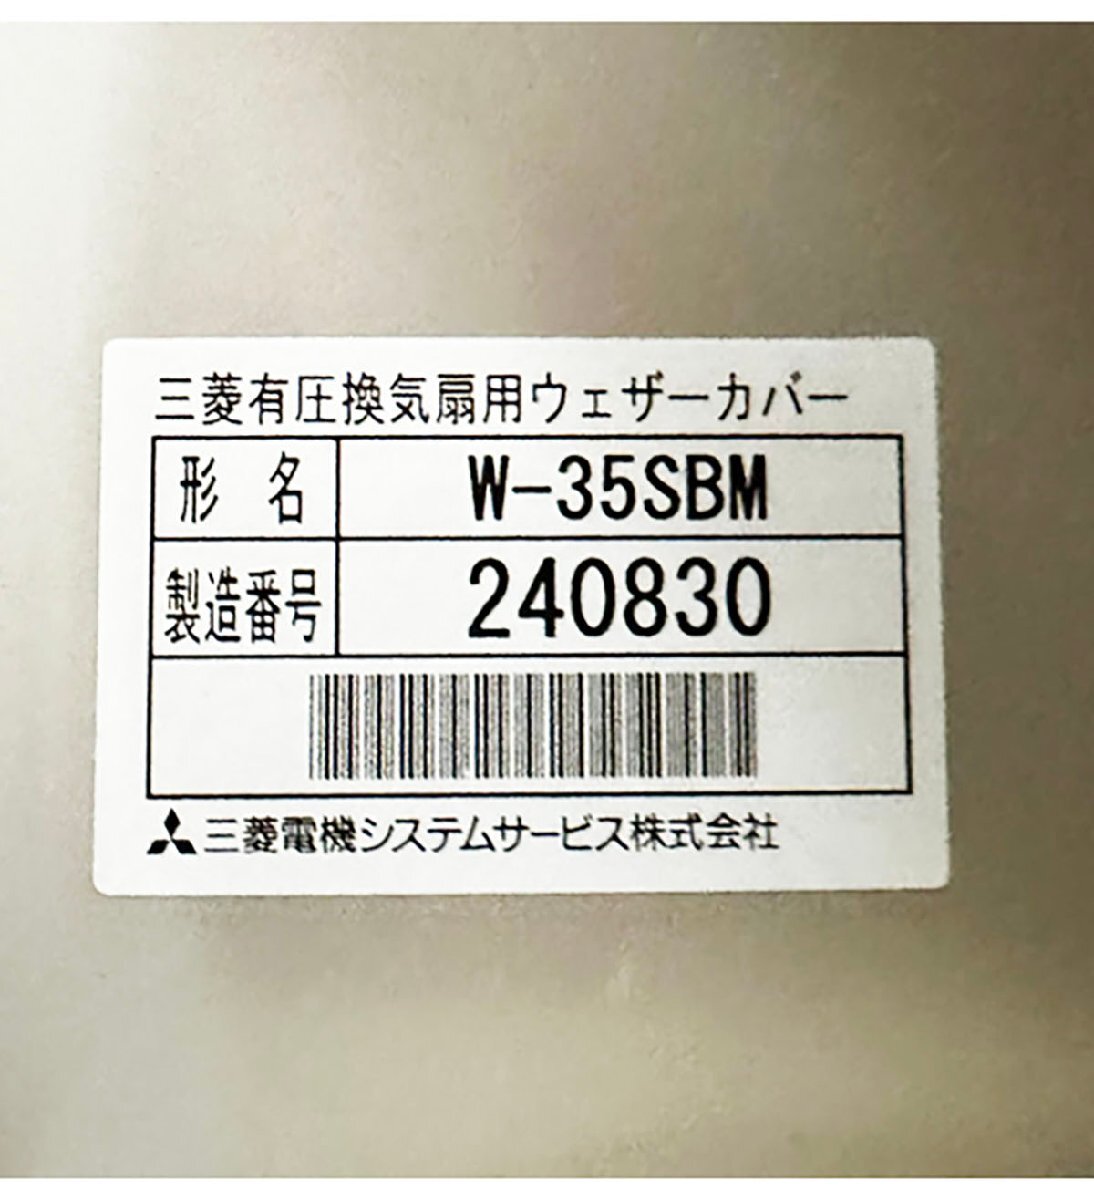 三菱有圧換気扇用ウェザーカバー
形 名 W-35SBM
製造番号 240830
三菱電機システムサービス株式会社